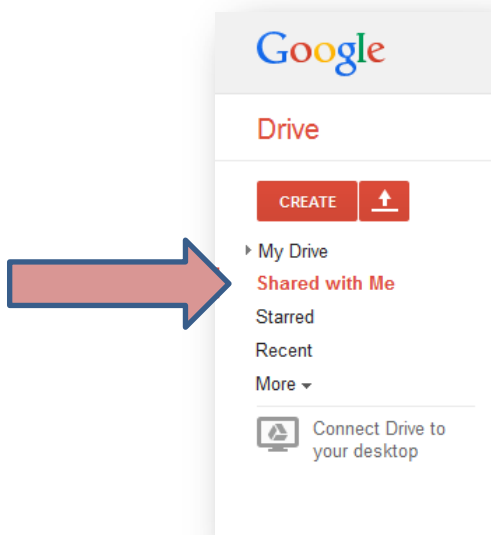 Google
Drive
CREATE
My Drive
Shared with Me
Starred
Recent
More
Connect Drive to
your desktop